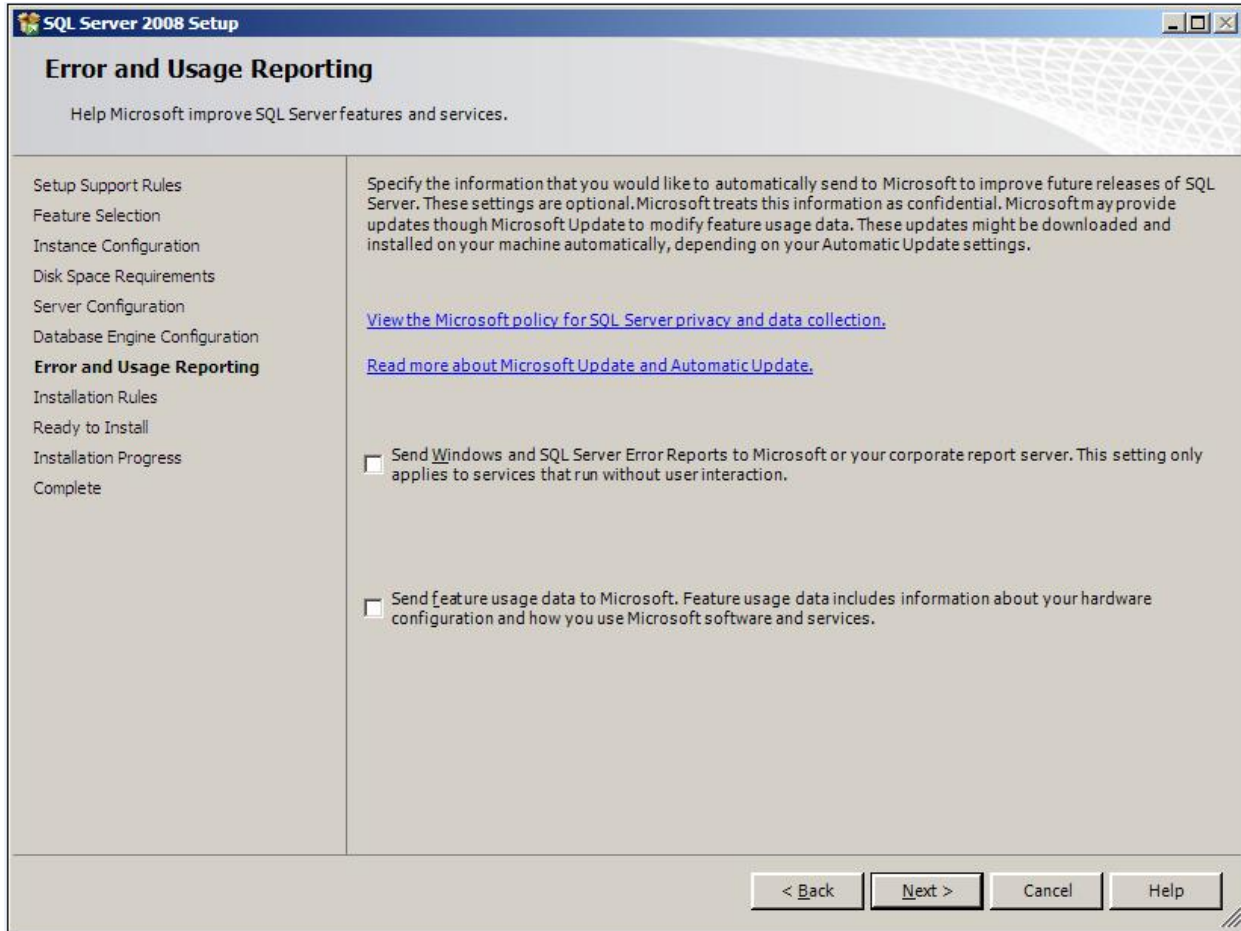 SQL Server 2008 Setup
Error and Usage Reporting
Help Microsoft improve SQL Server features and services.
Setup Support Rules
Feature Selection
Instance Configuration
Disk Space Requirements
Server Configuration
Database Engine Configuration
Error and Usage Reporting
Installation Rules
Ready to Install
Installation Progress
Complete
Specify the information that you would like to automatically send to Microsoft to improve future releases of SQL
Server. These settings are optional. Microsoft treats this information as confidential. Microsoft may provide
updates though Microsoft Update to modify feature usage data. These updates might be downloaded and
installed on your machine automatically, depending on your Automatic Update settings.
View the Microsoft policy for SQL Server privacy and data collection.
Read more about Microsoft Update and Automatic Update.
Send Windows and SQL Server Error Reports to Microsoft or your corporate report server. This setting only
applies to services that run without user interaction.
Send feature usage data to Microsoft. Feature usage data includes information about your hardware
configuration and how you use Microsoft software and services.
< Back
Next >
Cancel
Help